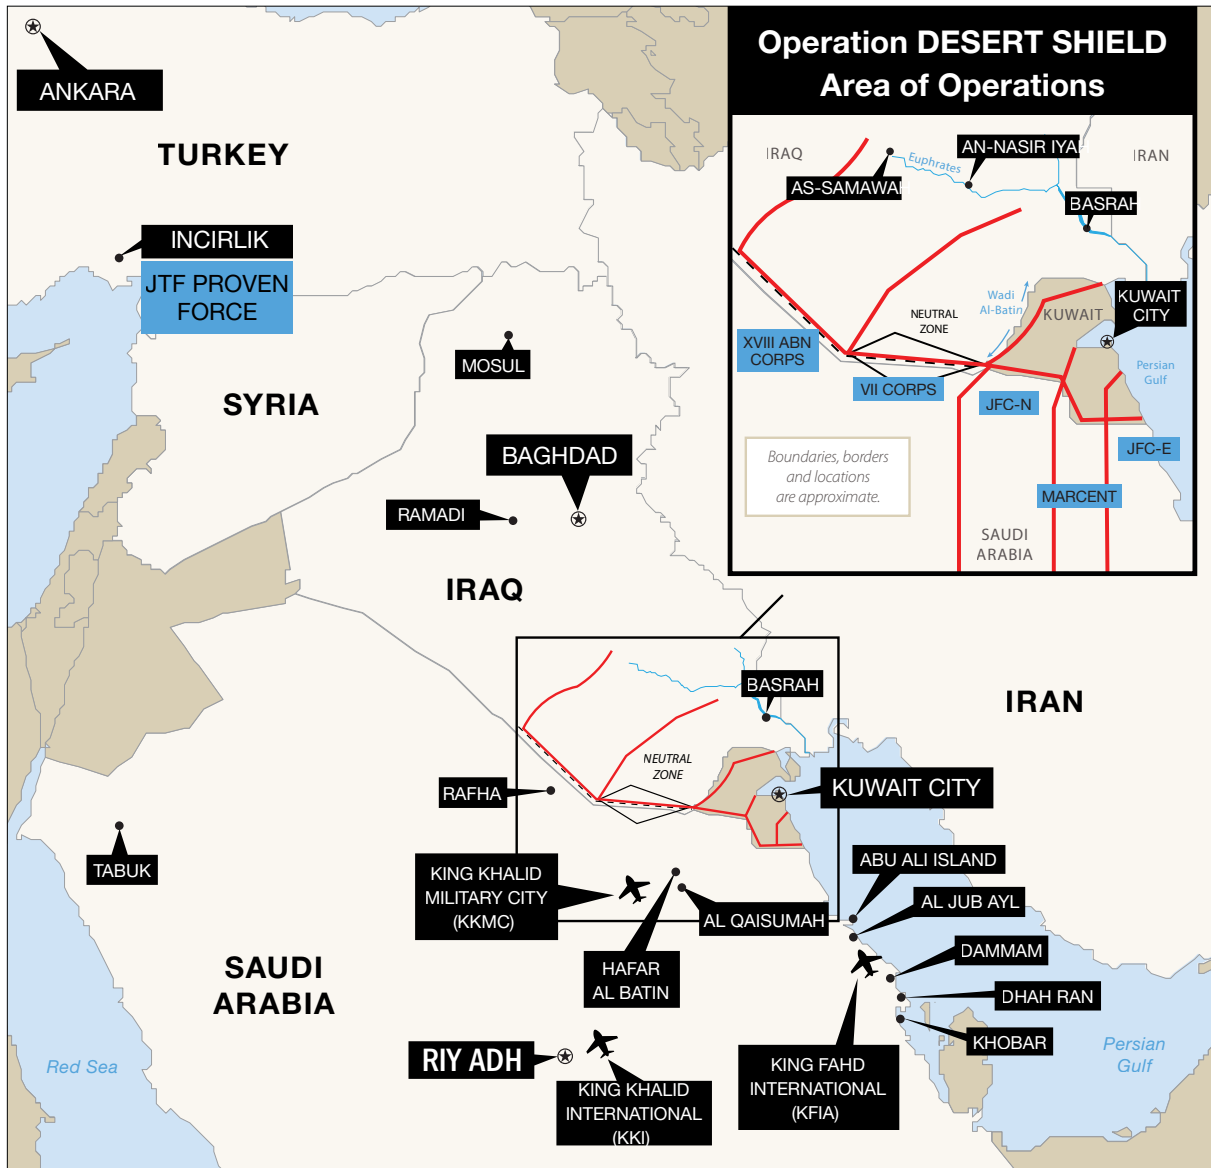 Operation DESERT SHIELD
Area of Operations
ANKARA
TURKEY
INCIRLIK
JTF PROVEN
FORCE
MOSUL
SYRIA
BAGHDAD
RAMADI
IRAQ
IRAN
BASRAH
NEUTRAL
ZONE
RAFHA
KUWAIT CITY
TABUK
KING KHALID
MILITARY CITY
(KKMC)
AL QAISUMAH
HAFAR
AL BATIN
ABU ALI ISLAND
AL JUB AYL
DAMMAM
DHAH RAN
KHOBAR
SAUDI
ARABIA
RIY ADH
KING KHALID
INTERNATIONAL
(KKI)
KING FAHD
INTERNATIONAL
(KFIA)
Red Sea
Persian
Gulf
IRAQ
AS-SAMAWAH
Euphrates
AN-NASIR IYAH
IRAN
BASRAH
Wadi
Al-Batin
KUWAIT
KUWAIT
CITY
NEUTRAL
ZONE
XVIII ABN
CORPS
VII CORPS
JFC-N
Persian
Gulf
JFC-E
MARCENT
Boundaries, borders
and locations
are approximate.
SAUDI
ARABIA